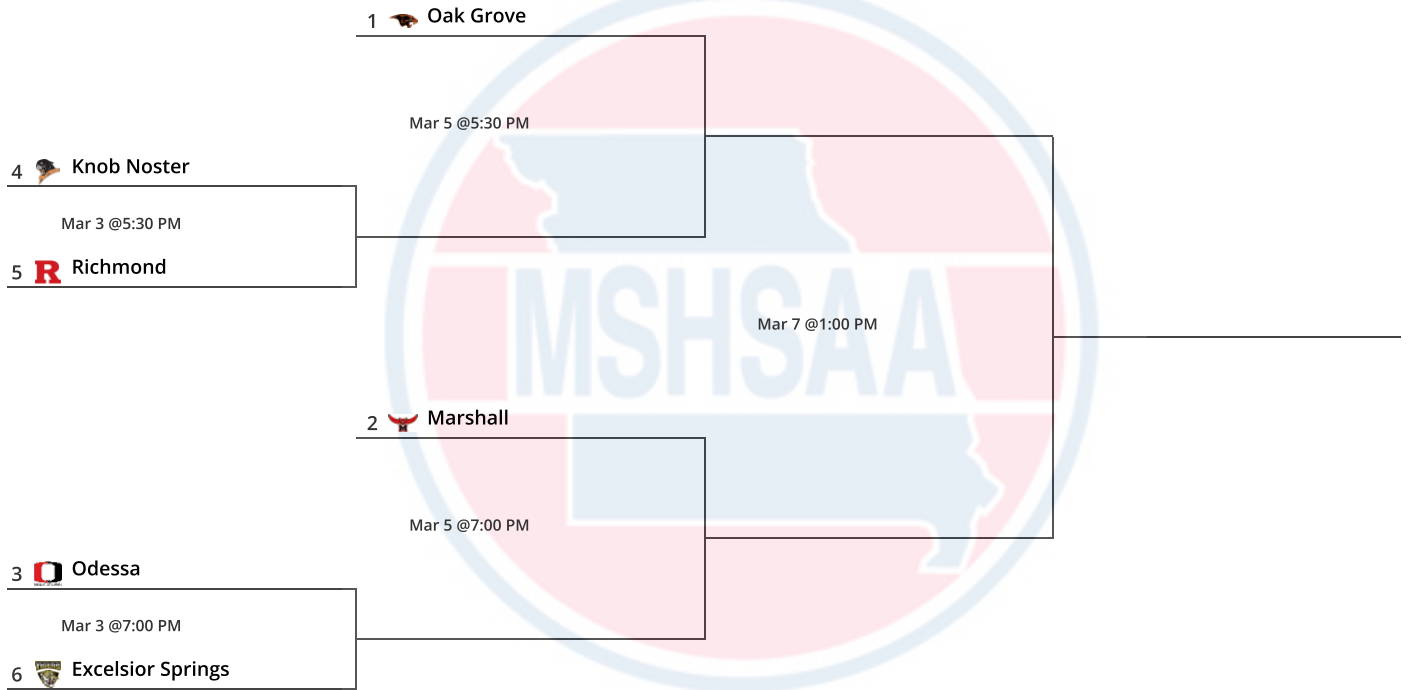 1 Oak Grove
Mar 5 @5:30 PM
4 Knob Noster
Mar 3 @5:30 PM
5 R Richmond
MSHSAA
Mar 7 @1:00 PM
2 M Marshall
Mar 5 @7:00 PM
3 O Odessa
Mar 3 @7:00 PM
6 TIGERS Excelsior Springs